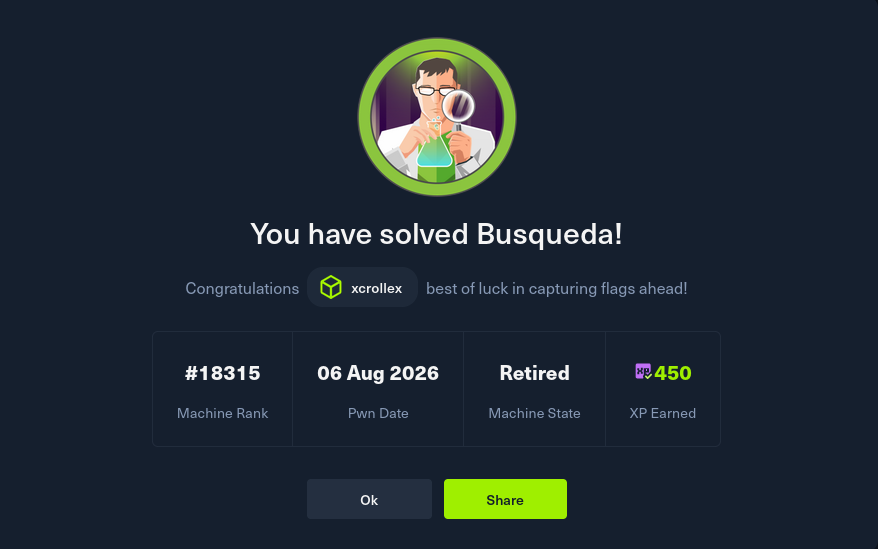 You have solved Busqueda!
Congratulations xcrollex best of luck in capturing flags ahead!
#18315 06 Aug 2026 Retired XP 450
Machine Rank Pwn Date Machine State XP Earned
Ok Share